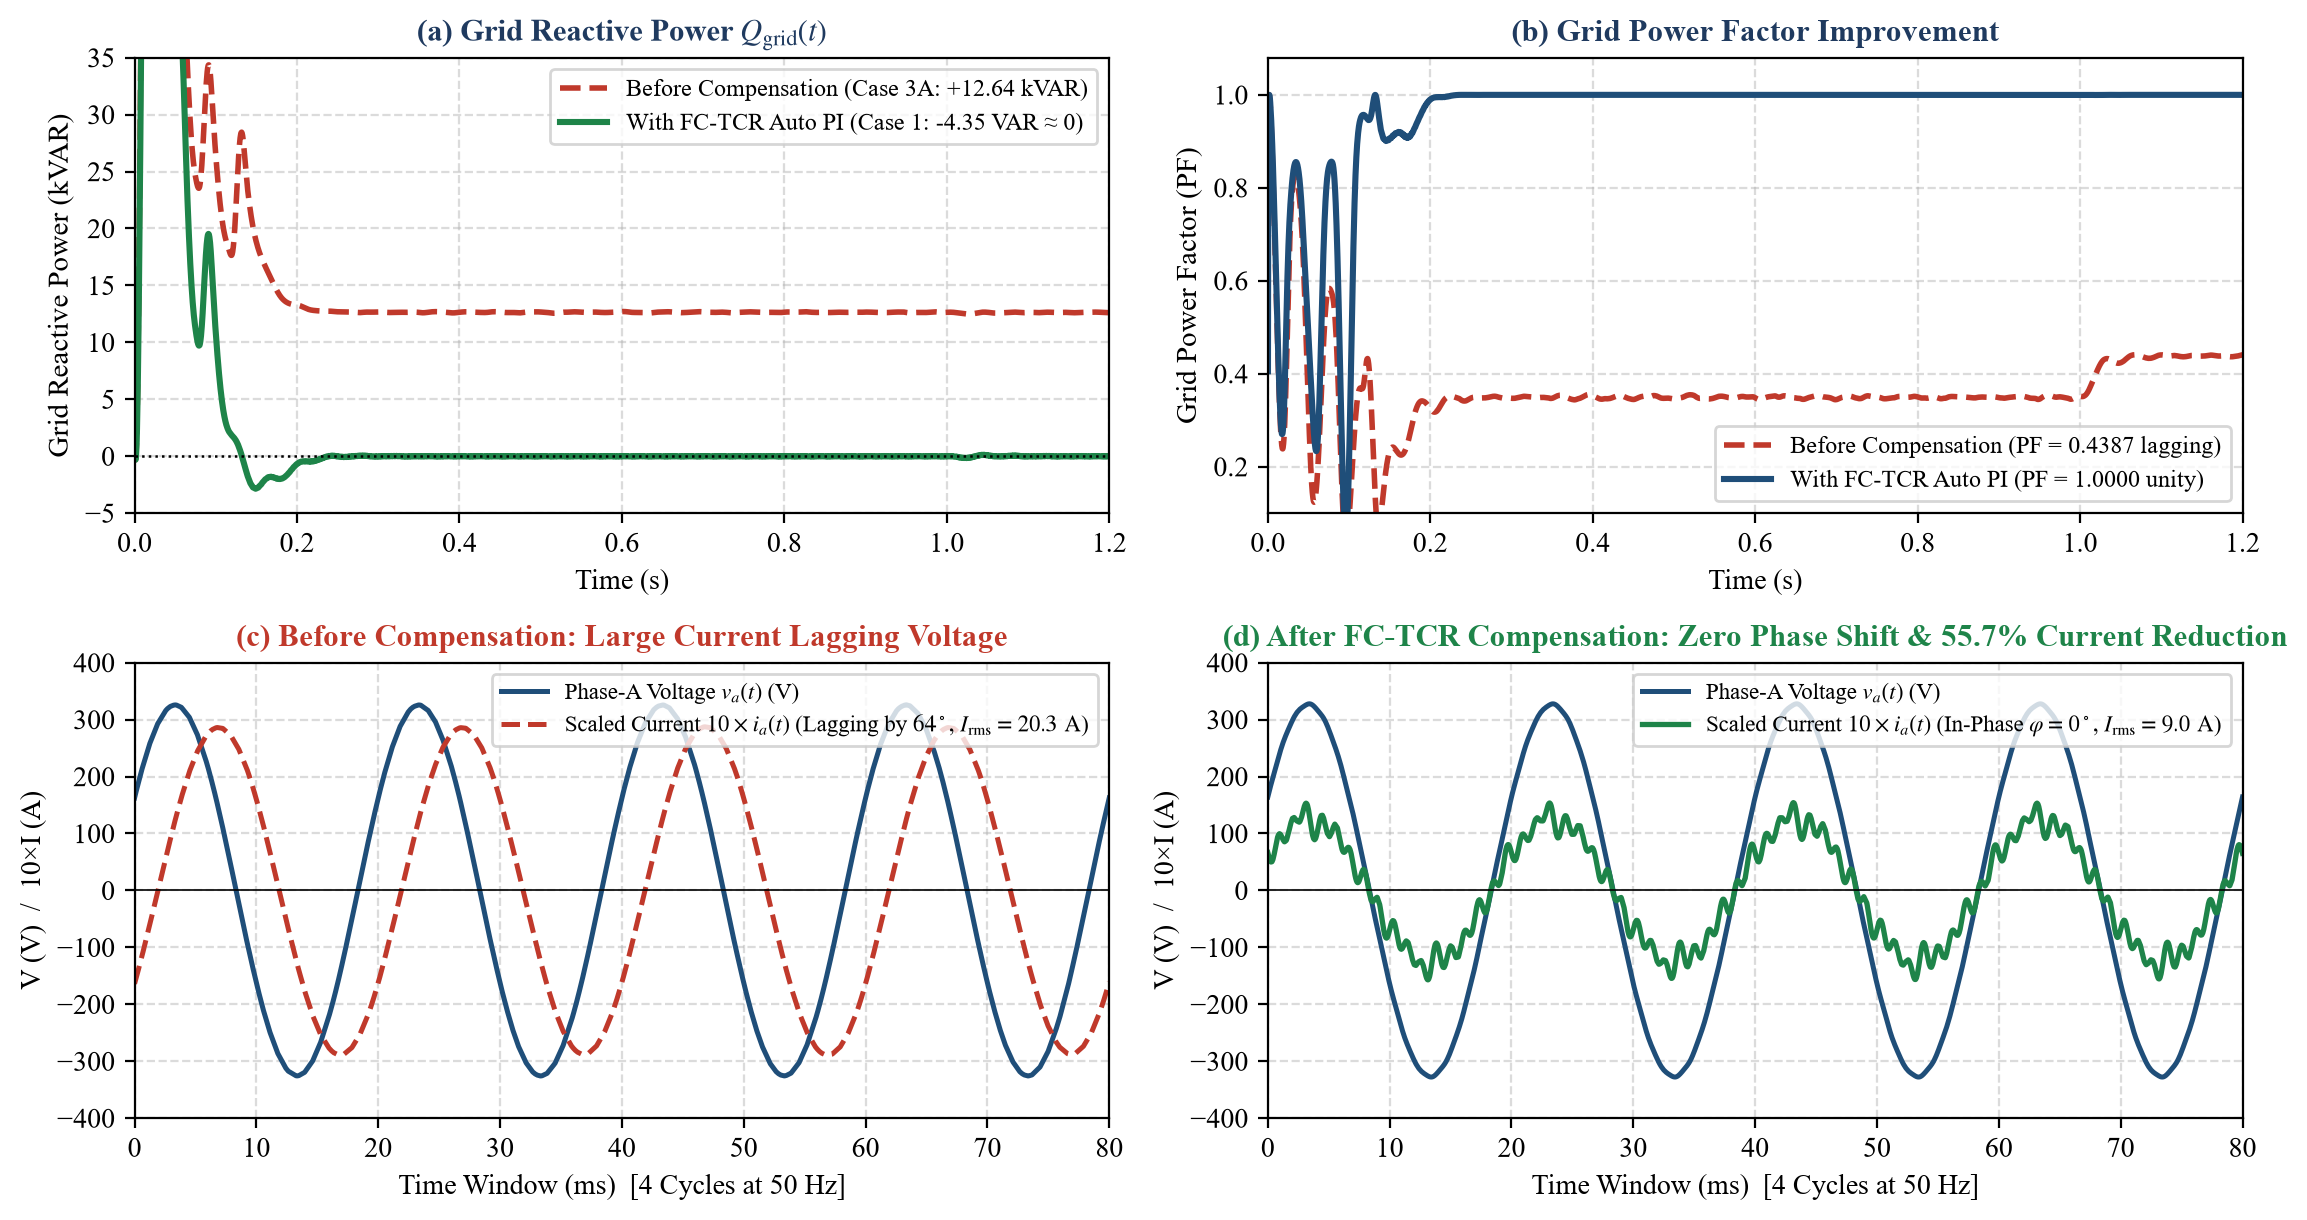 (a) Grid Reactive Power Q_grid(t)
35
30
25
20
15
10
5
0
−5
Grid Reactive Power (kVAR)
Before Compensation (Case 3A: +12.64 kVAR)
With FC-TCR Auto PI (Case 1: -4.35 VAR ≈ 0)
0.0 0.2 0.4 0.6 0.8 1.0 1.2
Time (s)
(b) Grid Power Factor Improvement
1.0
0.8
0.6
0.4
0.2
Grid Power Factor (PF)
Before Compensation (PF = 0.4387 lagging)
With FC-TCR Auto PI (PF = 1.0000 unity)
0.0 0.2 0.4 0.6 0.8 1.0 1.2
Time (s)
(c) Before Compensation: Large Current Lagging Voltage
400
300
200
100
0
−100
−200
−300
−400
V (V) / 10×I (A)
Phase-A Voltage v_a(t) (V)
Scaled Current 10 × i_a(t) (Lagging by 64°, I_rms = 20.3 A)
0 10 20 30 40 50 60 70 80
Time Window (ms) [4 Cycles at 50 Hz]
(d) After FC-TCR Compensation: Zero Phase Shift & 55.7% Current Reduction
400
300
200
100
0
−100
−200
−300
−400
V (V) / 10×I (A)
Phase-A Voltage v_a(t) (V)
Scaled Current 10 × i_a(t) (In-Phase φ = 0°, I_rms = 9.0 A)
0 10 20 30 40 50 60 70 80
Time Window (ms) [4 Cycles at 50 Hz]